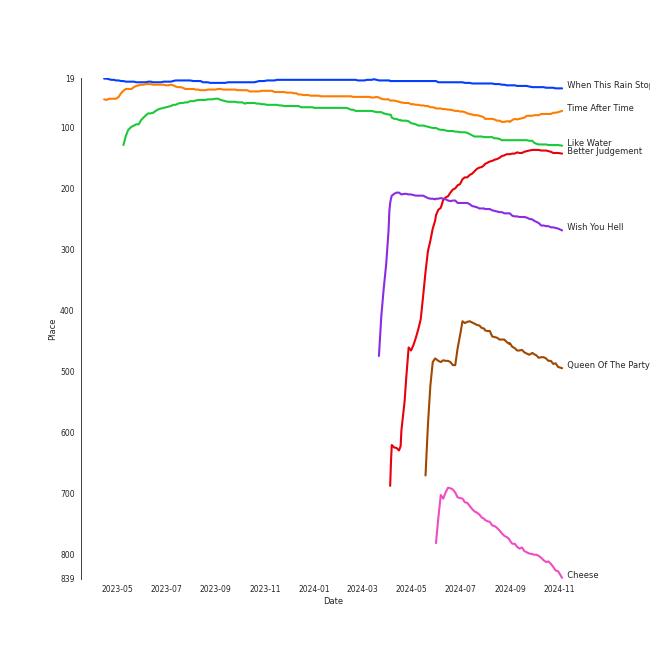 19
100
200
300
400
500
600
700
800
839
Place
2023-05
2023-07
2023-09
2023-11
2024-01
2024-03
2024-05
2024-07
2024-09
2024-11
Date
When This Rain Stop
Time After Time
Like Water
Better Judgement
Wish You Hell
Queen Of The Party
Cheese